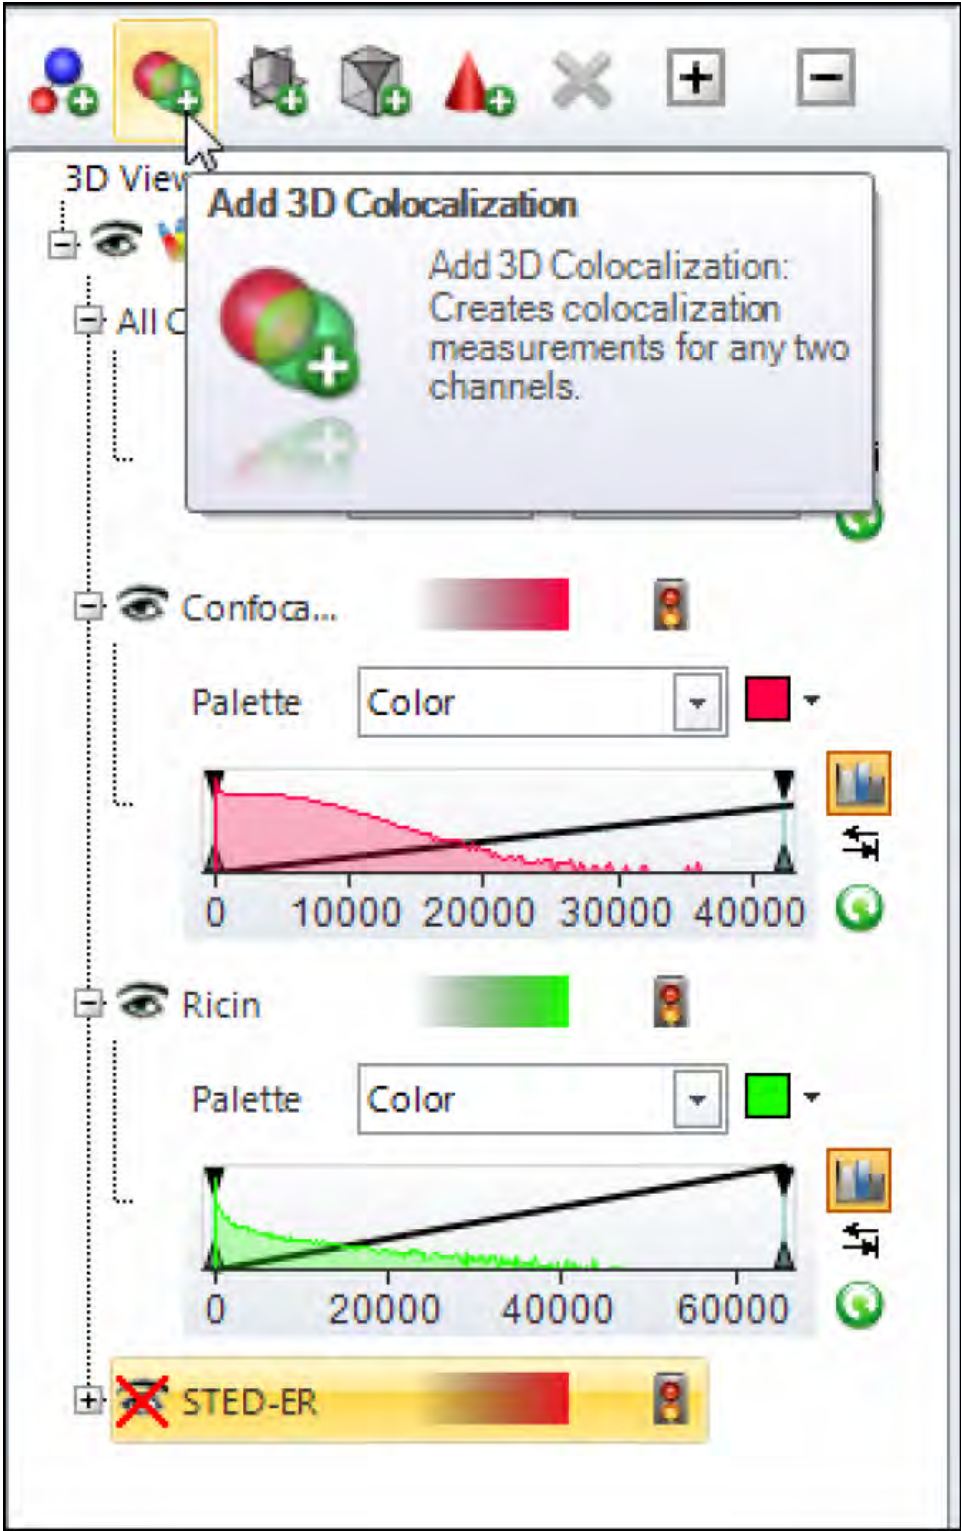 3D View
Add 3D Colocalization
Add 3D Colocalization:
Creates colocalization
measurements for any two
channels.
All C
Confoca...
Palette Color
0 10000 20000 30000 40000
Ricin
Palette Color
0 20000 40000 60000
STED-ER